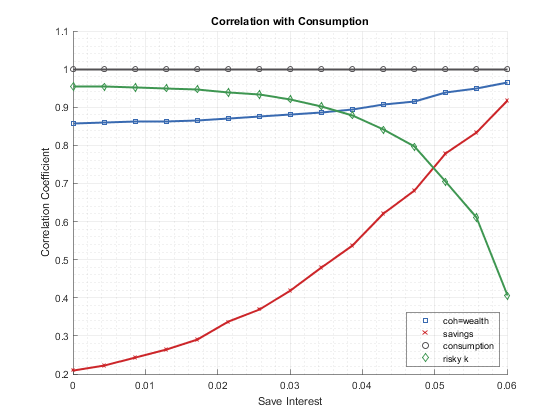 Correlation with Consumption
1.1
1
0.9
0.8
0.7
0.6
0.5
0.4
0.3
0.2
Correlation Coefficient
coh=wealth
savings
consumption
risky k
0
0.01
0.02
0.03
0.04
0.05
0.06
Save Interest